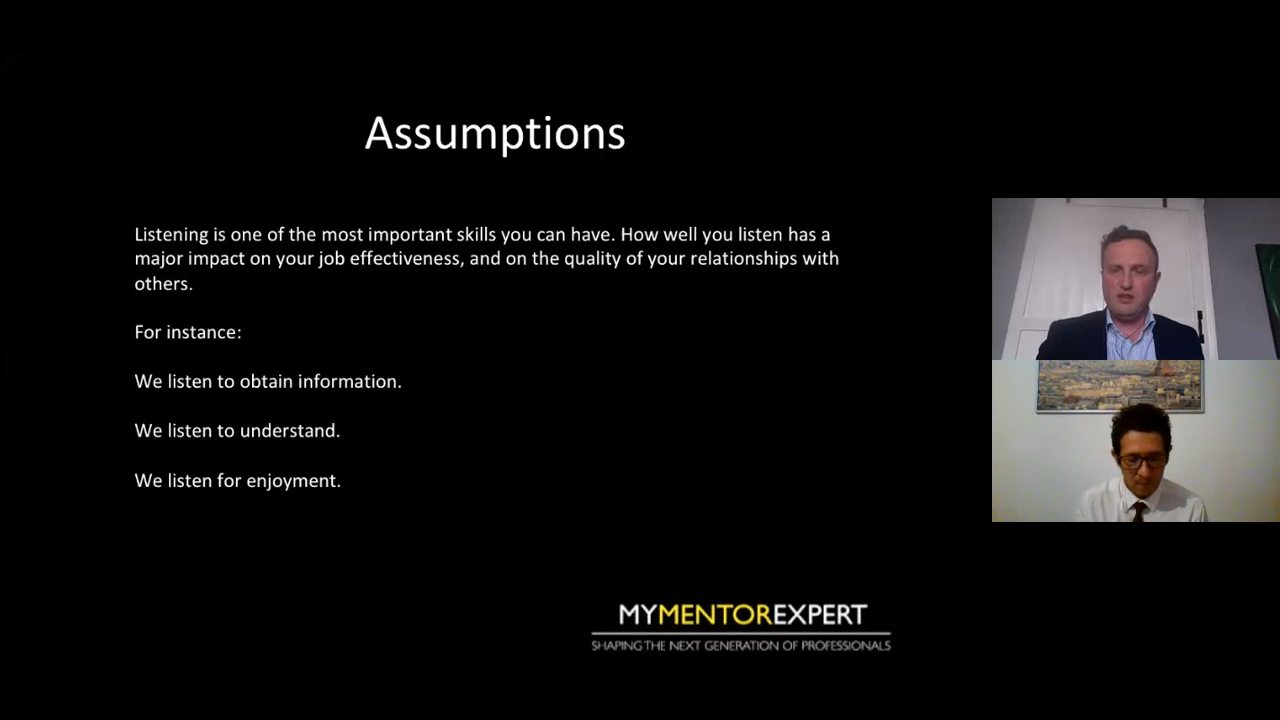 Assumptions
Listening is one of the most important skills you can have. How well you listen has a
major impact on your job effectiveness, and on the quality of your relationships with
others.
For instance:
We listen to obtain information.
We listen to understand.
We listen for enjoyment.
MYMENTOREXPERT
SHAPING THE NEXT GENERATION OF PROFESSIONALS